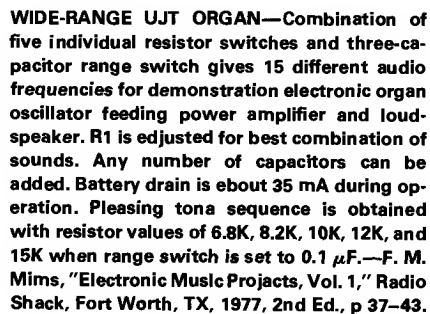 WIDE-RANGE UJT ORGAN—Combination of
five individual resistor switches and three-ca-
pacitor range switch gives 15 different audio
frequencies for demonstration electronic organ
oscillator feeding power amplifier and loud-
speaker. R1 is edjusted for best combination of
sounds. Any number of capacitors can be
added. Battery drain is ebout 35 mA during op-
eration. Pleasing tona sequence is obtained
with resistor values of 6.8K, 8.2K, 10K, 12K, and
15K when range switch is set to 0.1 μF.—F. M.
Mims, "Electronic Music Projacts, Vol. 1," Radio
Shack, Fort Worth, TX, 1977, 2nd Ed., p 37–43.